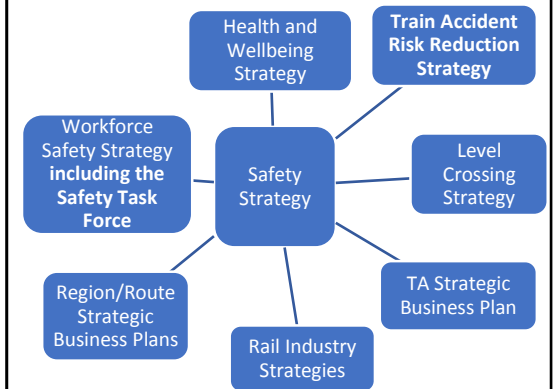 Health and
Wellbeing
Strategy
Train Accident
Risk Reduction
Strategy
Workforce
Safety Strategy
including the
Safety Task
Force
Safety
Strategy
Level
Crossing
Strategy
Region/Route
Strategic
Business Plans
TA Strategic
Business Plan
Rail Industry
Strategies